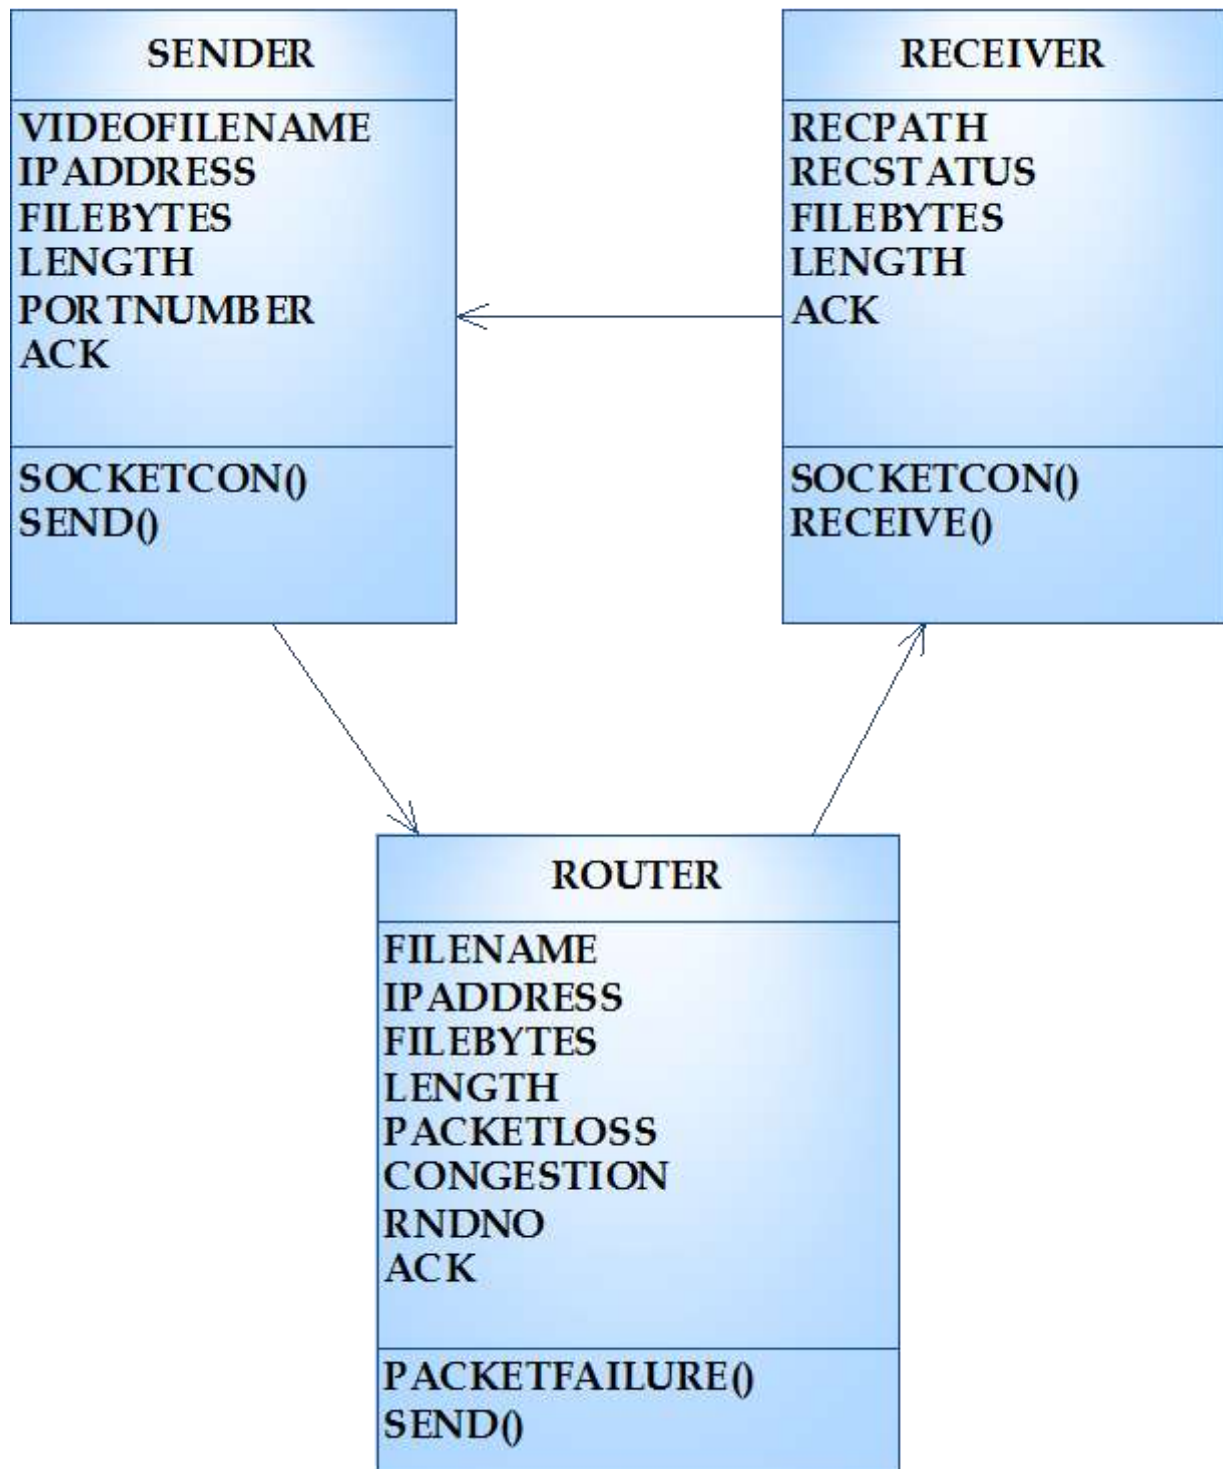 SENDER
VIDEOFILENAME
IPADDRESS
FILEBYTES
LENGTH
PORTNUMBER
ACK
SOCKETCON()
SEND()
RECEIVER
RECPATH
RECSTATUS
FILEBYTES
LENGTH
ACK
SOCKETCON()
RECEIVE()
ROUTER
FILENAME
IPADDRESS
FILEBYTES
LENGTH
PACKETLOSS
CONGESTION
RNDNO
ACK
PACKETFAILURE()
SEND()